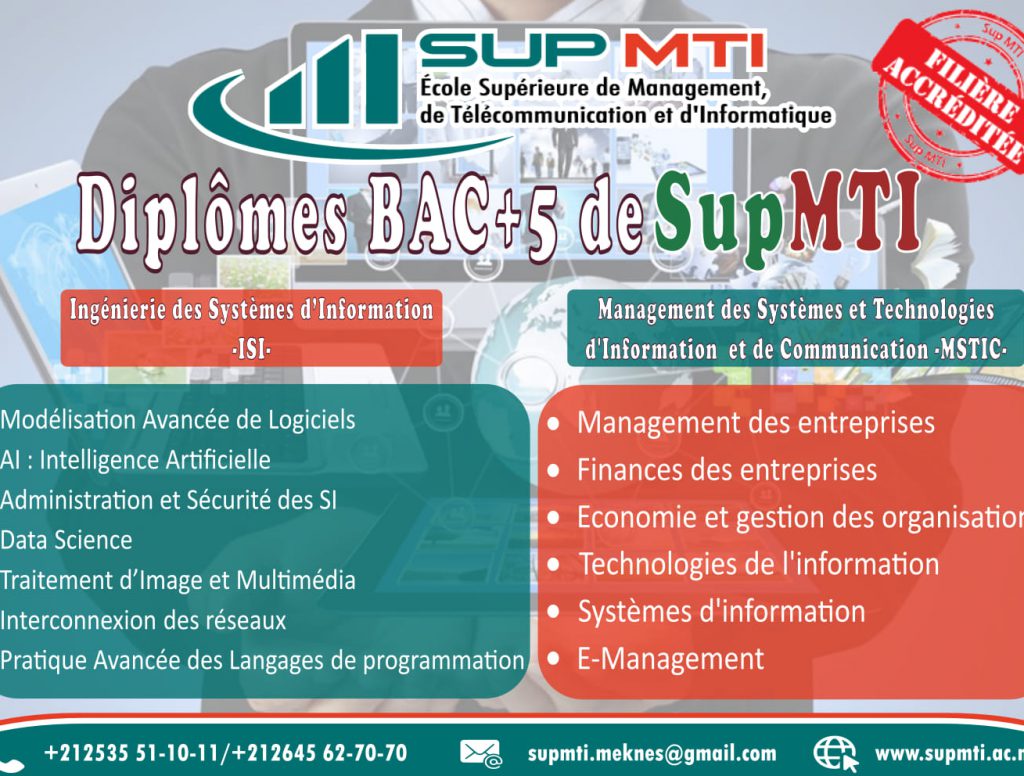 SUP MTI
École Supérieure de Management,
de Télécommunication et d'Informatique
Sup MTI
FILIÈRE
ACCRÉDITÉE
Sup MTI
Diplômes BAC+5 de SupMTI
Ingénierie des Systèmes d'Information
-ISI-
Modélisation Avancée de Logiciels
AI : Intelligence Artificielle
Administration et Sécurité des SI
Data Science
Traitement d’Image et Multimédia
Interconnexion des réseaux
Pratique Avancée des Langages de programmation
Management des Systèmes et Technologies
d'Information et de Communication -MSTIC-
• Management des entreprises
• Finances des entreprises
• Economie et gestion des organisation
• Technologies de l'information
• Systèmes d'information
• E-Management
+212535 51-10-11/+212645 62-70-70
supmti.meknes@gmail.com
www.supmti.ac.m